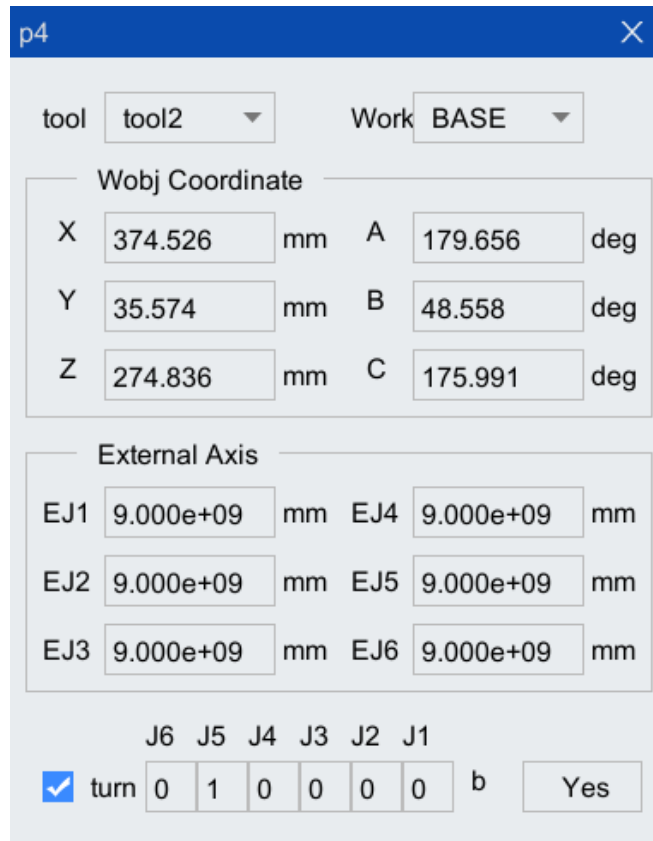 p4
tool tool2 Work BASE
Wobj Coordinate
X 374.526 mm A 179.656 deg
Y 35.574 mm B 48.558 deg
Z 274.836 mm C 175.991 deg
External Axis
EJ1 9.000e+09 mm EJ4 9.000e+09 mm
EJ2 9.000e+09 mm EJ5 9.000e+09 mm
EJ3 9.000e+09 mm EJ6 9.000e+09 mm
J6 J5 J4 J3 J2 J1
turn 0 1 0 0 0 0 b Yes